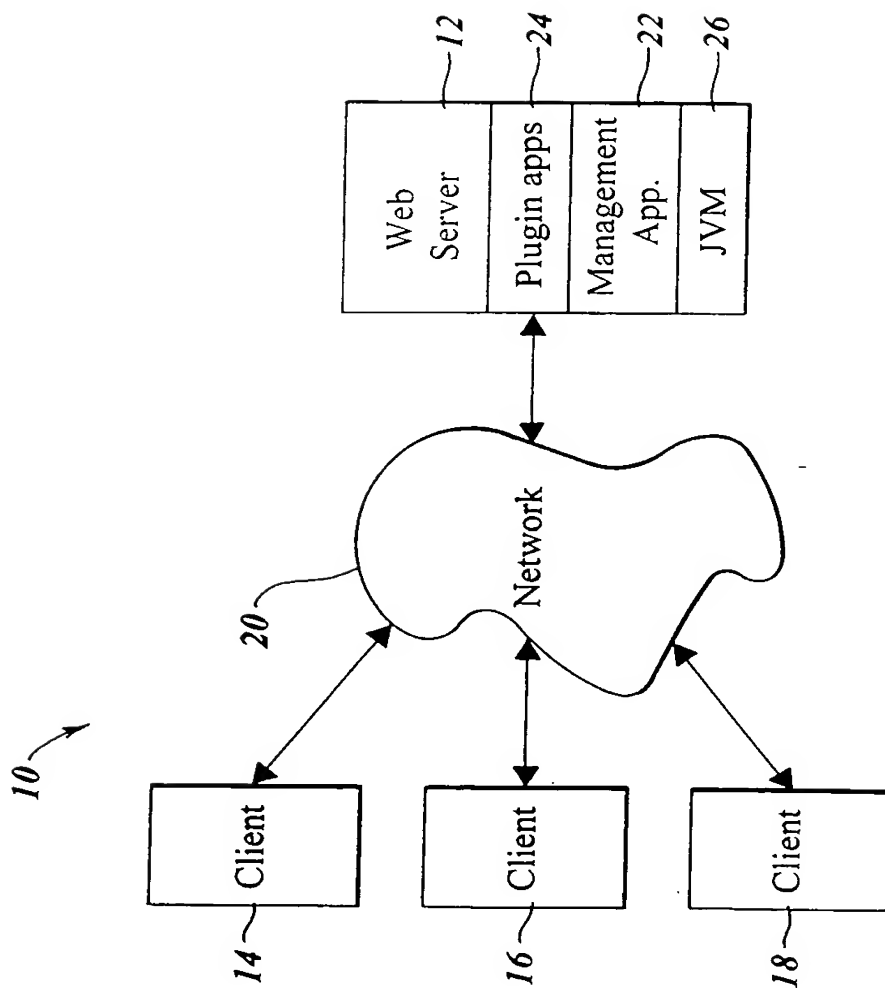 10
14
Client
16
Client
18
Client
20
Network
Web
Server
12
Plugin apps
24
Management
App.
22
JVM
26